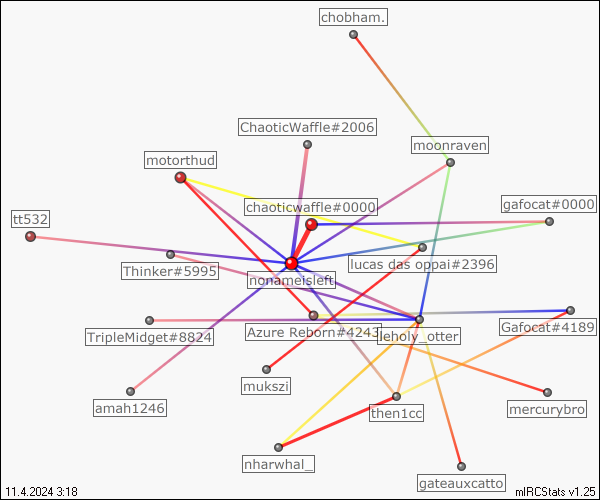 chobham.
ChaoticWaffle#2006
moonraven
motorthud
chaoticwaffle#0000
gafocat#0000
tt532
lucas das oppai#2396
Thinker#5995
nonameisleft
TripleMidget#8824
Azure Reborn#4243
leholy_otter
Gafocat#4189
mukszi
amah1246
then1cc
mercurybro
nharwhal_
gateauxcatto
11.4.2024 3:18
mIRCStats v1.25